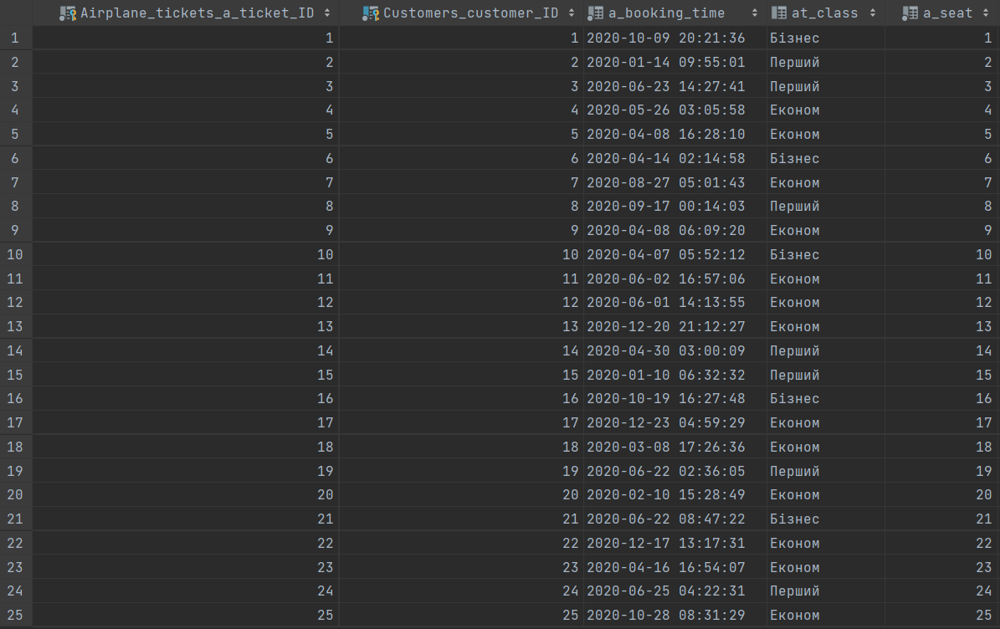 Airplane_tickets_a_ticket_ID Customers_customer_ID a_booking_time at_class a_seat
1 1 1 2020-10-09 20:21:36 Бізнес 1
2 2 2 2020-01-14 09:55:01 Перший 2
3 3 3 2020-06-23 14:27:41 Перший 3
4 4 4 2020-05-26 03:05:58 Економ 4
5 5 5 2020-04-08 16:28:10 Економ 5
6 6 6 2020-04-14 02:14:58 Бізнес 6
7 7 7 2020-08-27 05:01:43 Економ 7
8 8 8 2020-09-17 00:14:03 Перший 8
9 9 9 2020-04-08 06:09:20 Економ 9
10 10 10 2020-04-07 05:52:12 Бізнес 10
11 11 11 2020-06-02 16:57:06 Економ 11
12 12 12 2020-06-01 14:13:55 Економ 12
13 13 13 2020-12-20 21:12:27 Економ 13
14 14 14 2020-04-30 03:00:09 Перший 14
15 15 15 2020-01-10 06:32:32 Перший 15
16 16 16 2020-10-19 16:27:48 Бізнес 16
17 17 17 2020-12-23 04:59:29 Економ 17
18 18 18 2020-03-08 17:26:36 Економ 18
19 19 19 2020-06-22 02:36:05 Перший 19
20 20 20 2020-02-10 15:28:49 Економ 20
21 21 21 2020-06-22 08:47:22 Бізнес 21
22 22 22 2020-12-17 13:17:31 Економ 22
23 23 23 2020-04-16 16:54:07 Економ 23
24 24 24 2020-06-25 04:22:31 Перший 24
25 25 25 2020-10-28 08:31:29 Економ 25